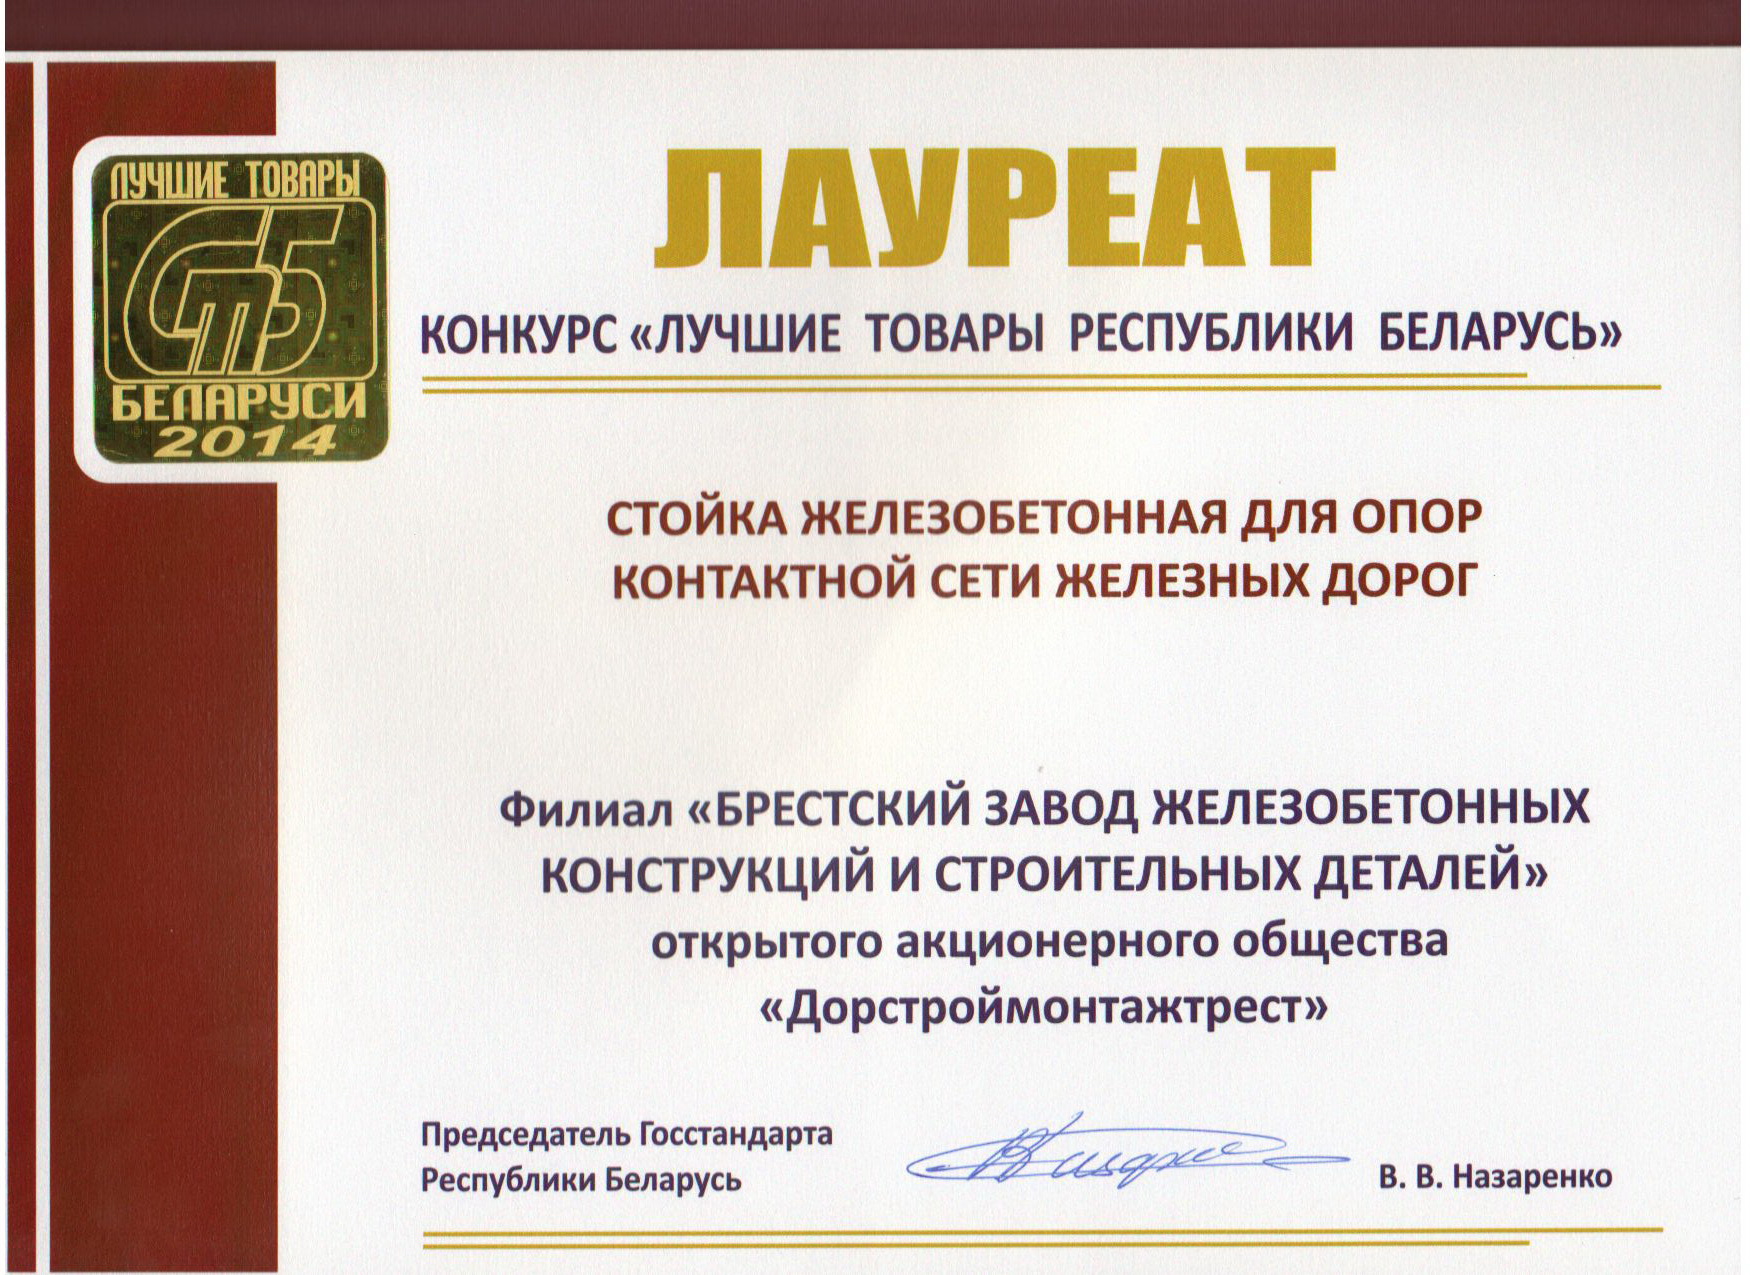 ЛУЧШИЕ ТОВАРЫ
СТБ
БЕЛАРУСИ
2014
ЛАУРЕАТ
КОНКУРС «ЛУЧШИЕ ТОВАРЫ РЕСПУБЛИКИ БЕЛАРУСЬ»
СТОЙКА ЖЕЛЕЗОБЕТОННАЯ ДЛЯ ОПОР
КОНТАКТНОЙ СЕТИ ЖЕЛЕЗНЫХ ДОРОГ
Филиал «БРЕСТСКИЙ ЗАВОД ЖЕЛЕЗОБЕТОННЫХ
КОНСТРУКЦИЙ И СТРОИТЕЛЬНЫХ ДЕТАЛЕЙ»
открытого акционерного общества
«Дорстроймонтажтрест»
Председатель Госстандарта
Республики Беларусь
В. В. Назаренко